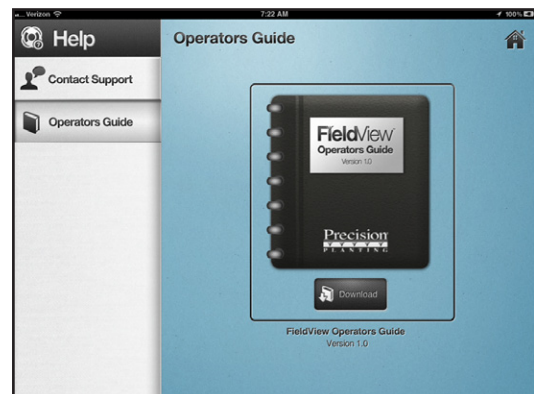 Verizon
7:22 AM
100%
Help
Operators Guide
Contact Support
Operators Guide
FieldView
Operators Guide
Version 1.0
Precision
PLANTING
Download
FieldView Operators Guide
Version 1.0